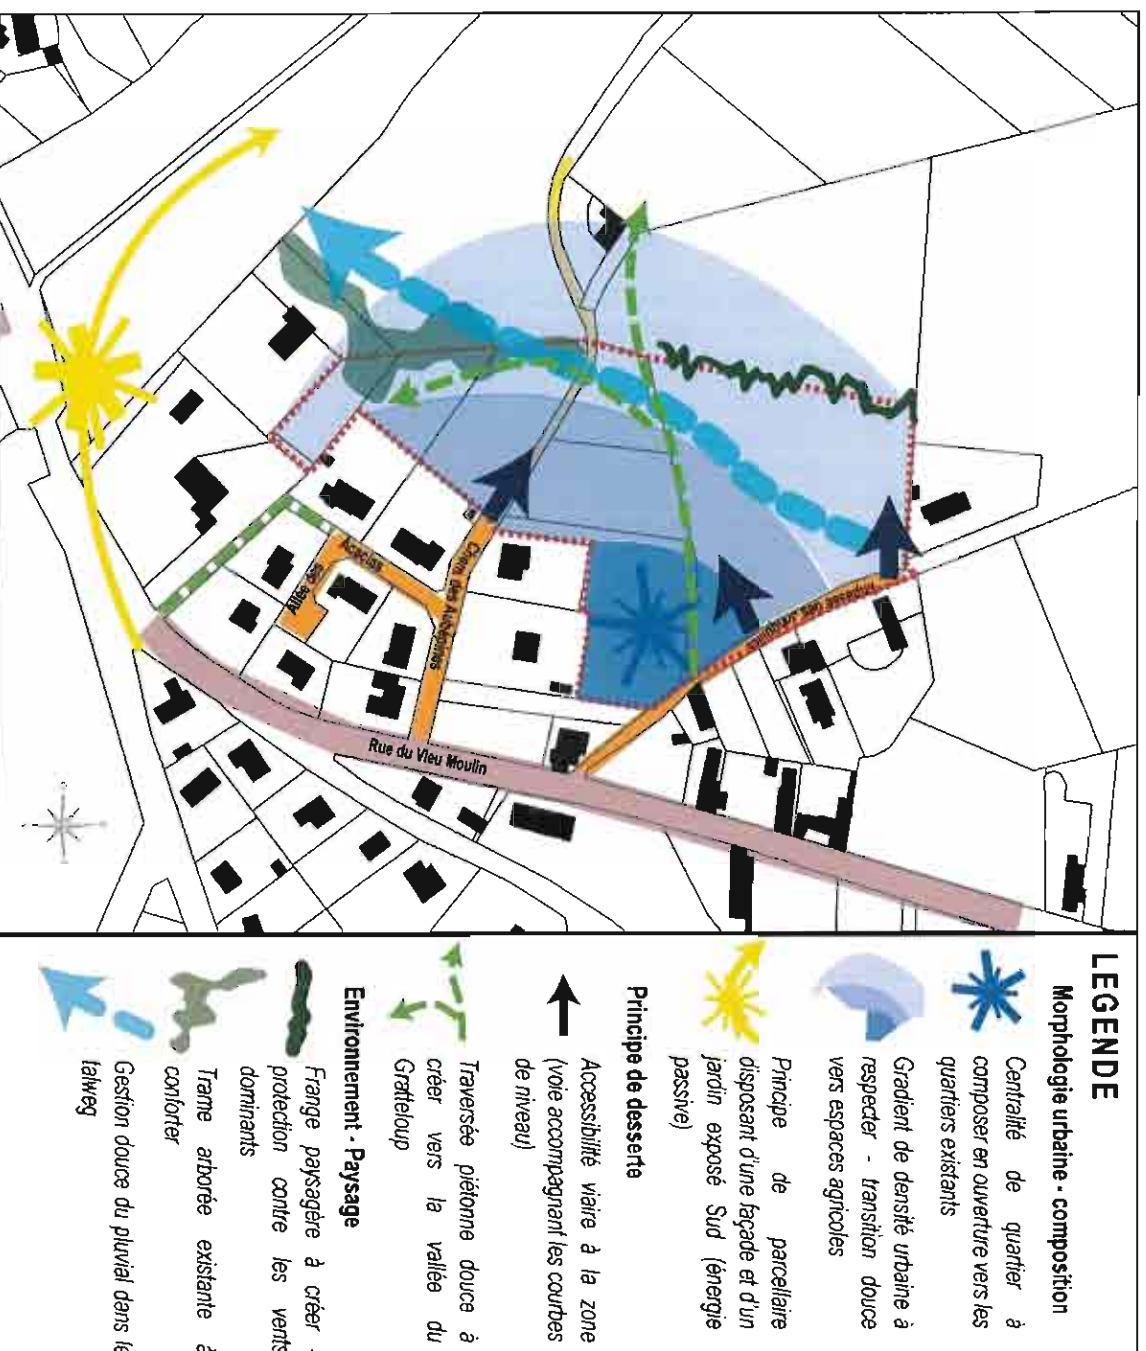 Acacias
Allée des
Chem des Aubépines
Impasse des
Rue du Vieu Moulin
LEGENDE
Morphologie urbaine - composition
Centralité de quartier à
composer en ouverture vers les
quartiers existants
Gradient de densité urbaine à
respecter - transition douce
vers espaces agricoles
Principe de parcellaire
disposant d'une façade et d'un
jardin exposé Sud (énergie
passive)
Principe de desserte
Accessibilité viaire à la zone
(voie accompagnant les courbes
de niveau)
Traversée piétonne douce à
créer vers la vallée du
Gratteloup
Environnement - Paysage
Frange paysagère à créer -
protection contre les vents
dominants
Trame arborée existante à
conforter
Gestion douce du pluvial dans le
talweg